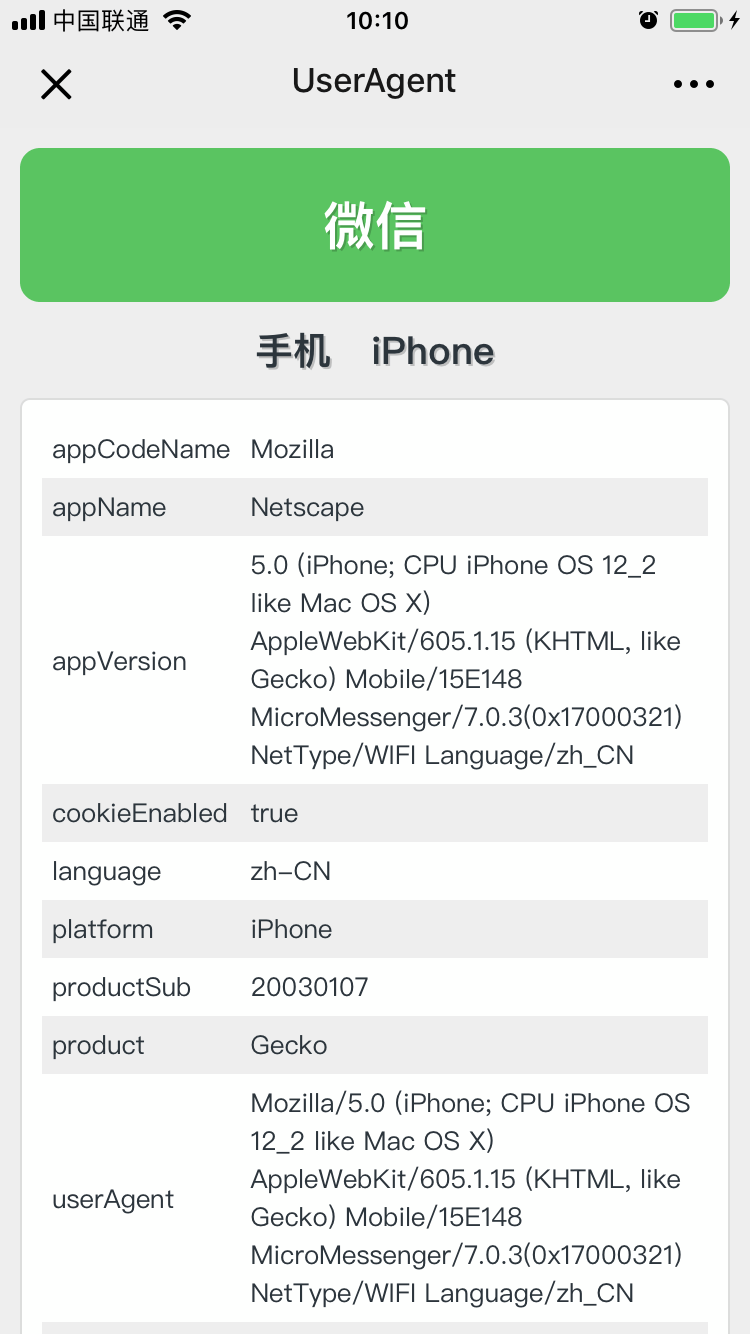 中国联通
10:10
UserAgent
微信
手机 iPhone
appCodeName Mozilla
appName Netscape
appVersion
5.0 (iPhone; CPU iPhone OS 12_2
like Mac OS X)
AppleWebKit/605.1.15 (KHTML, like
Gecko) Mobile/15E148
MicroMessenger/7.0.3(0x17000321)
NetType/WIFI Language/zh_CN
cookieEnabled true
language zh-CN
platform iPhone
productSub 20030107
product Gecko
userAgent
Mozilla/5.0 (iPhone; CPU iPhone OS
12_2 like Mac OS X)
AppleWebKit/605.1.15 (KHTML, like
Gecko) Mobile/15E148
MicroMessenger/7.0.3(0x17000321)
NetType/WIFI Language/zh_CN